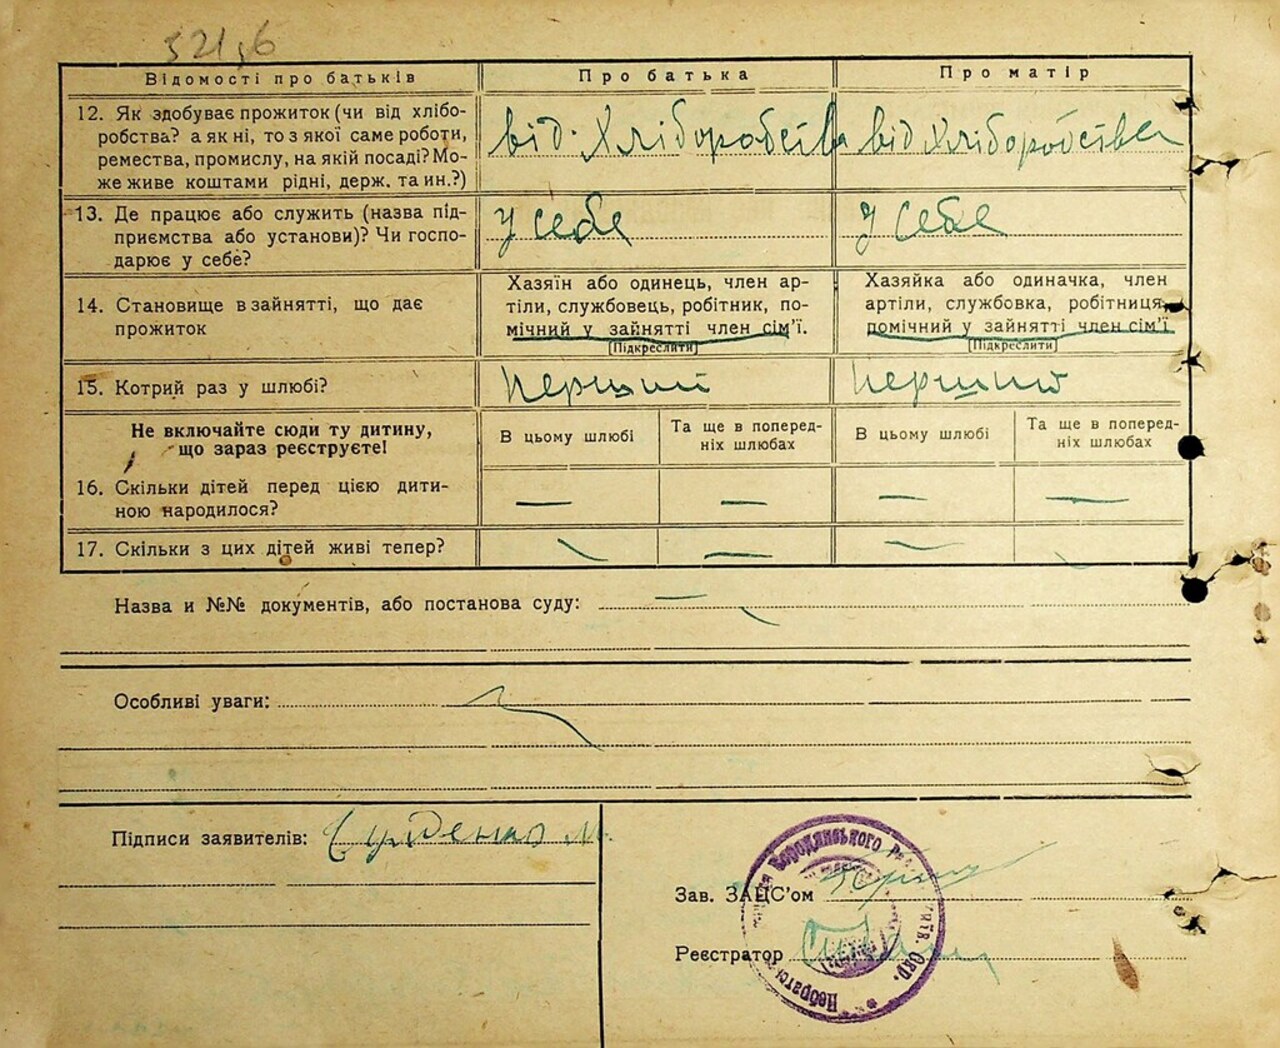 521,6
Відомості про батьків
Про батька
Про матір
12. Як здобуває прожиток (чи від хлібо-
робства? а як ні, то з якої саме роботи,
ремества, промислу, на якій посаді? Мо-
же живе коштами рідні, держ. та ин.?)
від Хліборобства
від Хліборобства
13. Де працює або служить (назва під-
приємства або установи)? Чи госпо-
дарює у себе?
у себе
у себе
14. Становище в зайнятті, що дає
прожиток
Хазяїн або одинець, член ар-
тіли, службовець, робітник, по-
мічний у зайнятті член сім'ї.
[Підкреслити]
Хазяйка або одиначка, член
артіли, службовка, робітниця,
помічний у зайнятті член сім'ї
[Підкреслити]
15. Котрий раз у шлюбі?
перший
перший
Не включайте сюди ту дитину,
що зараз реєструєте!
В цьому шлюбі
Та ще в поперед-
ніх шлюбах
В цьому шлюбі
Та ще в поперед-
ніх шлюбах
16. Скільки дітей перед цією дити-
ною народилося?
— — — —
17. Скільки з цих дітей живі тепер?
Назва и №№ документів, або постанова суду:
Особливі уваги:
Підписи заявителів:
Зав. ЗАЦС'ом
Реєстратор
Бородянського
Окр.